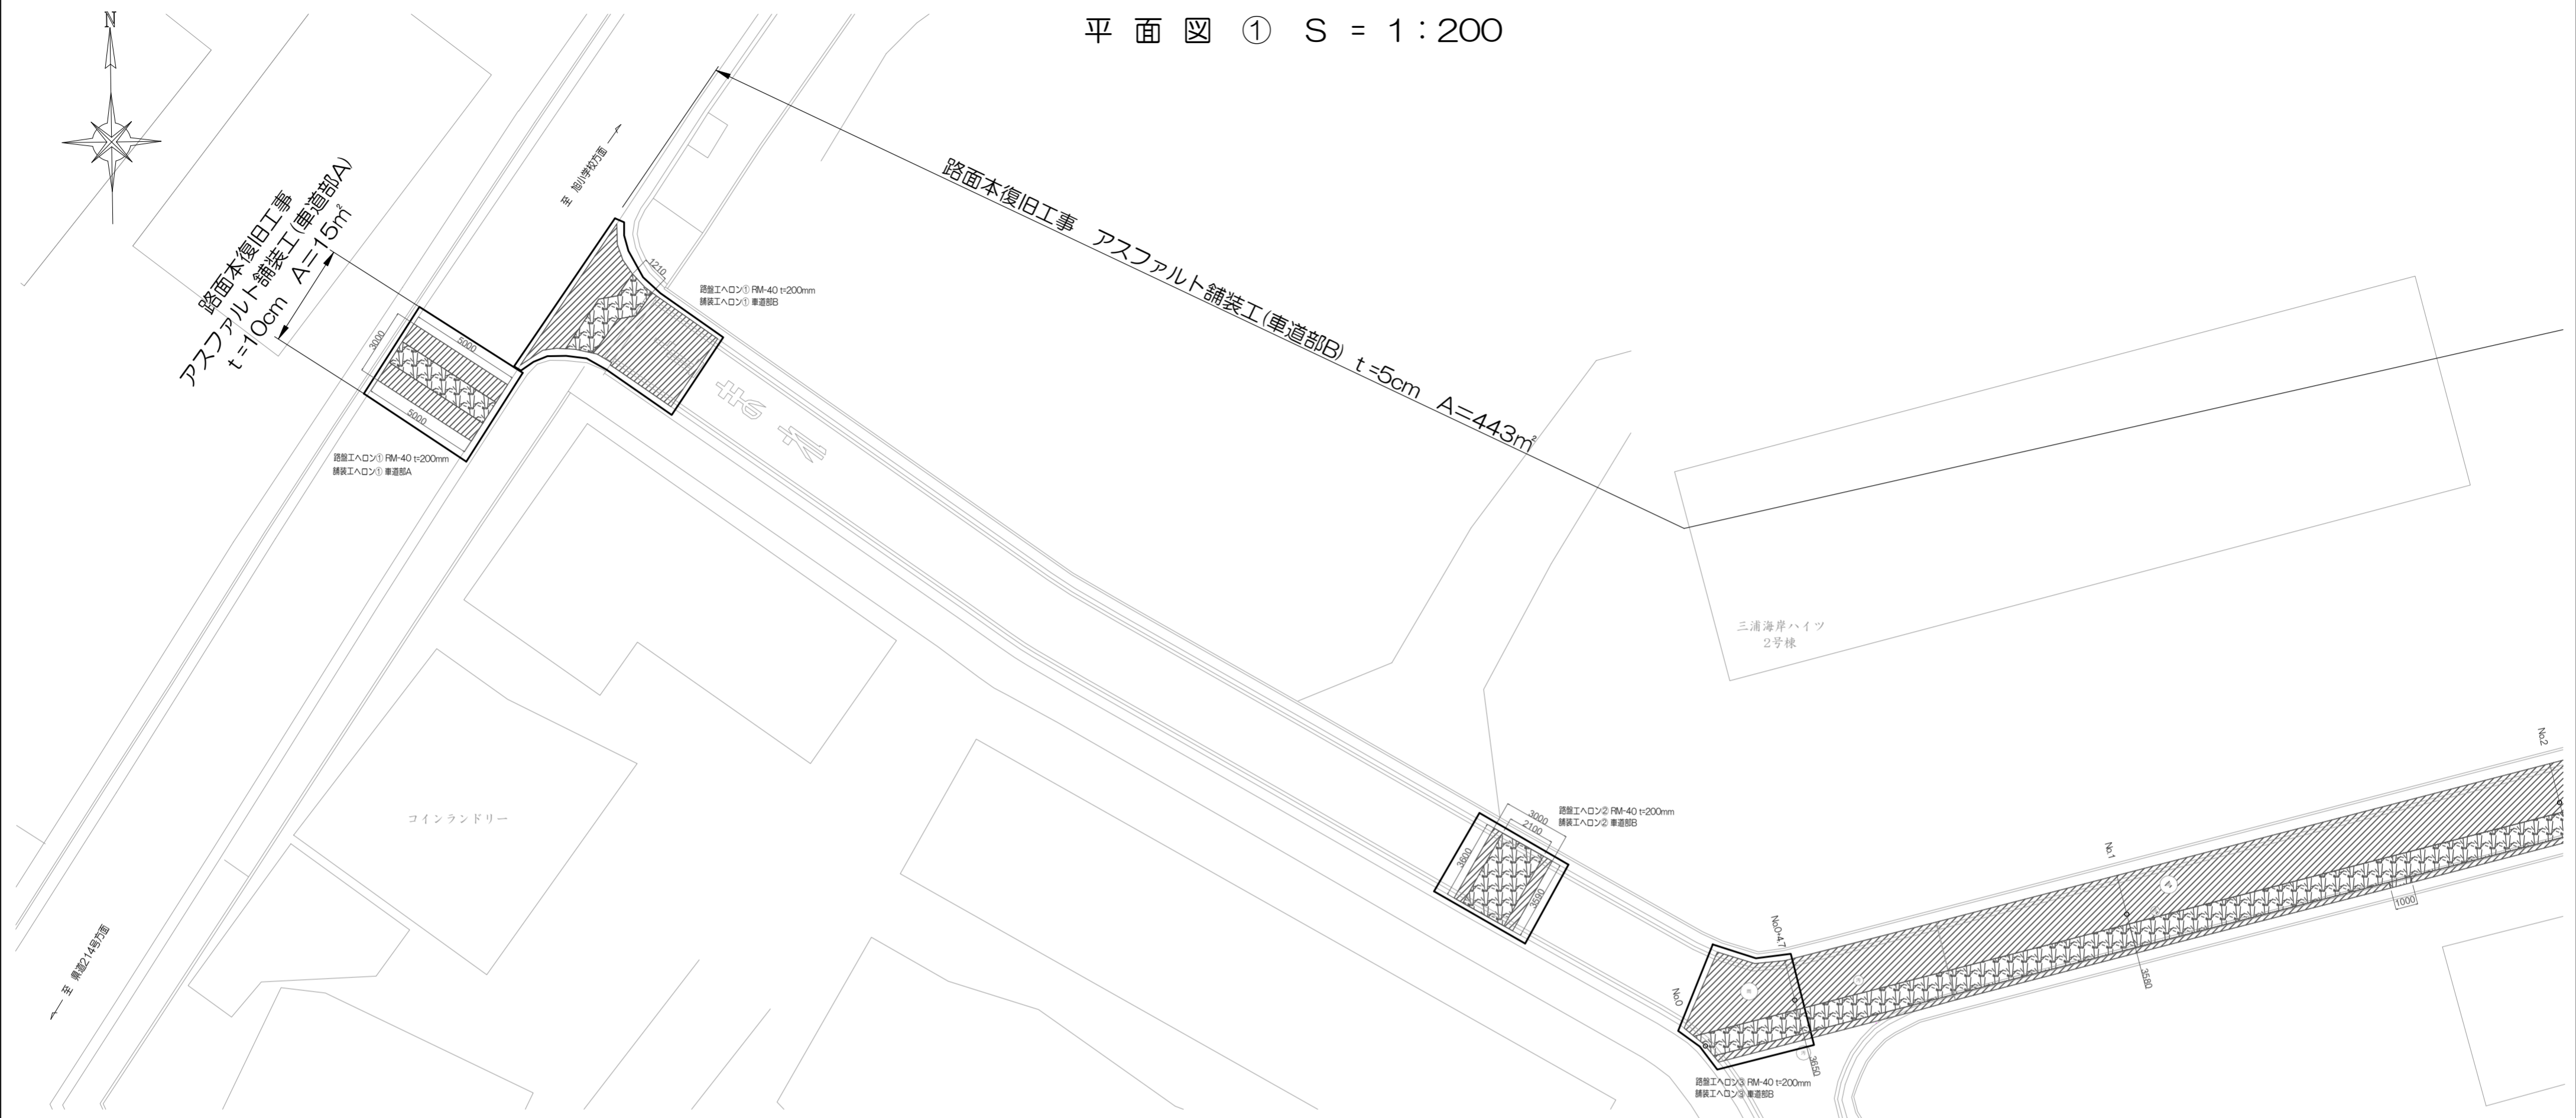 平 面 図 ① S = 1:200
N
路面本復旧工事
アスファルト舗装工(車道部A)
t=10cm A=15㎡
至 旭小学校方面
路面本復旧工事 アスファルト舗装工(車道部B) t=5cm A=443㎡
1210
路盤工ヘロン① RM-40 t=200mm
舗装工ヘロン① 車道部B
3000
5000
5000
路盤工ヘロン① RM-40 t=200mm
舗装工ヘロン① 車道部A
三浦海岸ハイツ
2号棟
コインランドリー
3000
2100
3600
3590
路盤工ヘロン② RM-40 t=200mm
舗装工ヘロン② 車道部B
No.2
No.1
No.0+4.7
No.0
1000
3580
3650
至 県道214号方面
路盤工ヘロン③ RM-40 t=200mm
舗装工ヘロン③ 車道部B